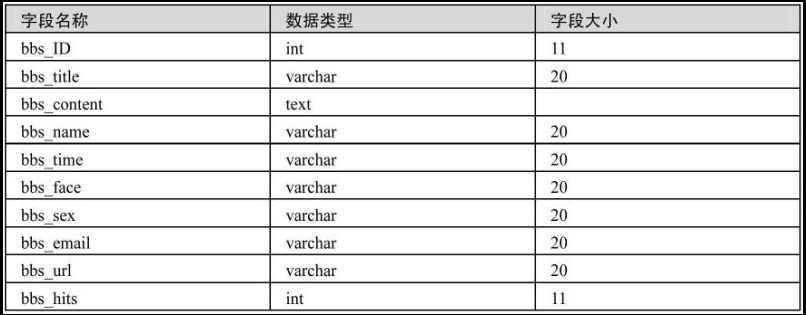 字段名称 数据类型 字段大小
bbs_ID int 11
bbs_title varchar 20
bbs_content text
bbs_name varchar 20
bbs_time varchar 20
bbs_face varchar 20
bbs_sex varchar 20
bbs_email varchar 20
bbs_url varchar 20
bbs_hits int 11